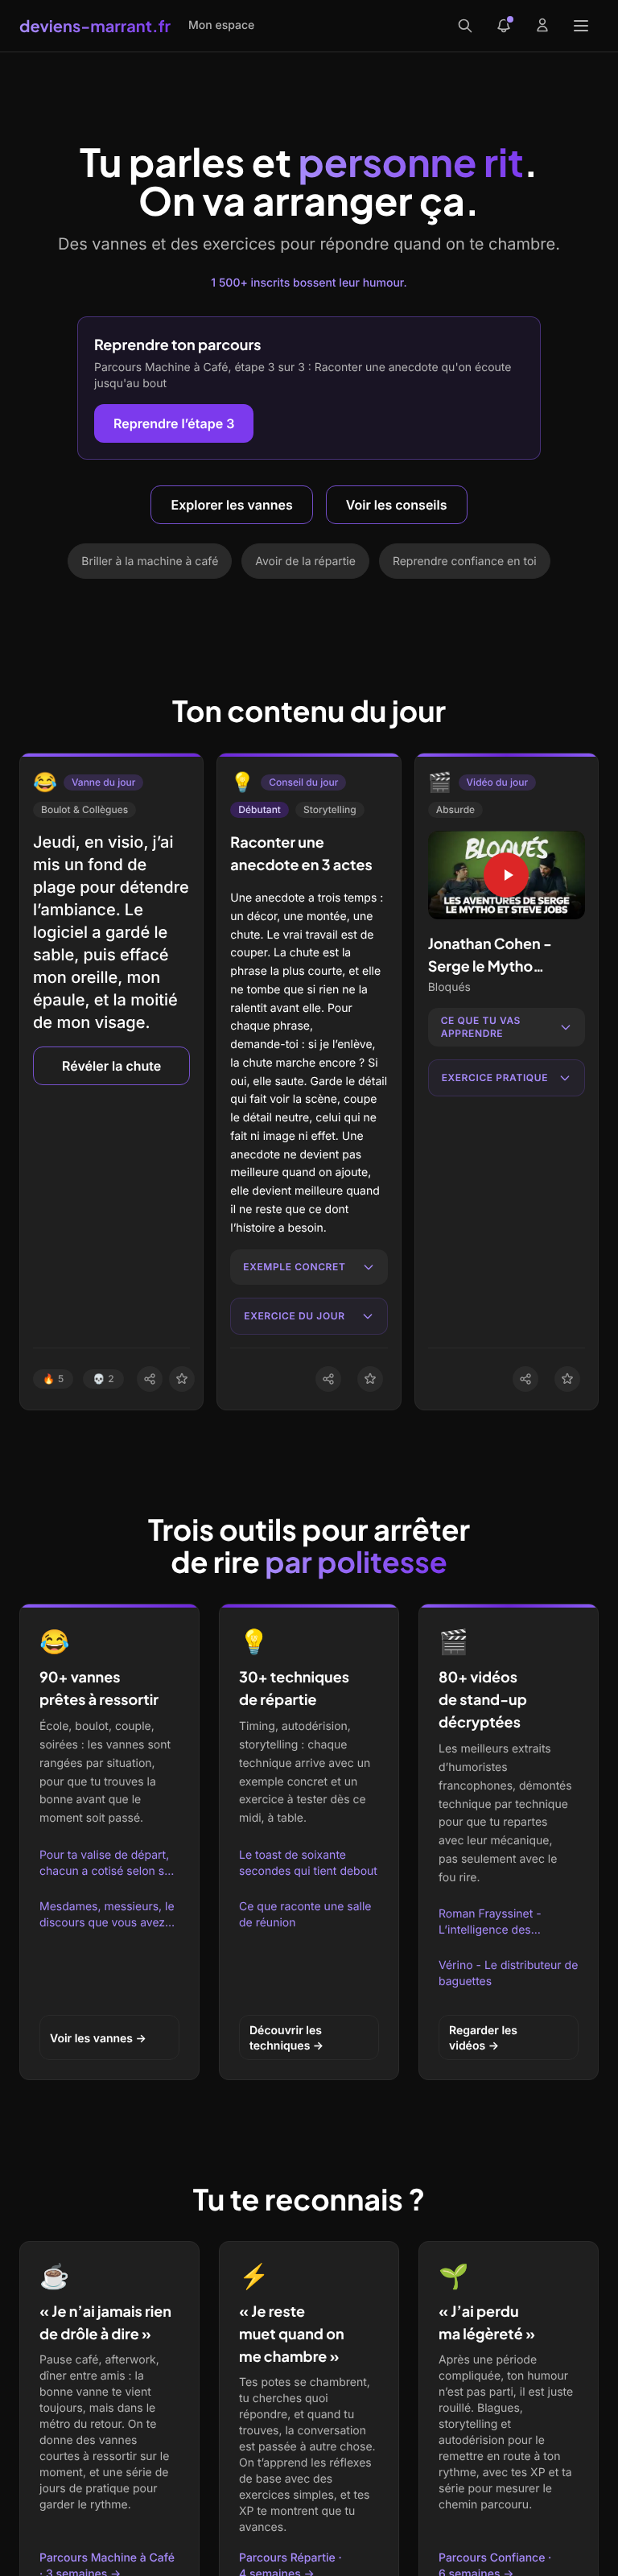 deviens-marrant.fr
Mon espace
Tu parles et personne rit.
On va arranger ça.
Des vannes et des exercices pour répondre quand on te chambre.
1 500+ inscrits bossent leur humour.
Reprendre ton parcours
Parcours Machine à Café, étape 3 sur 3 : Raconter une anecdote qu'on écoute
jusqu'au bout
Reprendre l’étape 3
Explorer les vannes
Voir les conseils
Briller à la machine à café
Avoir de la répartie
Reprendre confiance en toi
Ton contenu du jour
Vanne du jour
Boulot & Collègues
Jeudi, en visio, j’ai
mis un fond de
plage pour détendre
l’ambiance. Le
logiciel a gardé le
sable, puis effacé
mon oreille, mon
épaule, et la moitié
de mon visage.
Révéler la chute
5
2
Conseil du jour
Débutant
Storytelling
Raconter une
anecdote en 3 actes
Une anecdote a trois temps :
un décor, une montée, une
chute. Le vrai travail est de
couper. La chute est la
phrase la plus courte, et elle
ne tombe que si rien ne la
ralentit avant elle. Pour
chaque phrase,
demande-toi : si je l’enlève,
la chute marche encore ? Si
oui, elle saute. Garde le détail
qui fait voir la scène, coupe
le détail neutre, celui qui ne
fait ni image ni effet. Une
anecdote ne devient pas
meilleure quand on ajoute,
elle devient meilleure quand
il ne reste que ce dont
l’histoire a besoin.
EXEMPLE CONCRET
EXERCICE DU JOUR
Vidéo du jour
Absurde
BLOQUÉS
LES AVENTURES DE SERGE
LE MYTHO ET STEVE JOBS
Jonathan Cohen -
Serge le Mytho…
Bloqués
CE QUE TU VAS
APPRENDRE
EXERCICE PRATIQUE
Trois outils pour arrêter
de rire par politesse
90+ vannes
prêtes à ressortir
École, boulot, couple,
soirées : les vannes sont
rangées par situation,
pour que tu trouves la
bonne avant que le
moment soit passé.
Pour ta valise de départ,
chacun a cotisé selon s…
Mesdames, messieurs, le
discours que vous avez…
Voir les vannes →
30+ techniques
de répartie
Timing, autodérision,
storytelling : chaque
technique arrive avec un
exemple concret et un
exercice à tester dès ce
midi, à table.
Le toast de soixante
secondes qui tient debout
Ce que raconte une salle
de réunion
Découvrir les
techniques →
80+ vidéos
de stand-up
décryptées
Les meilleurs extraits
d’humoristes
francophones, démontés
technique par technique
pour que tu repartes
avec leur mécanique,
pas seulement avec le
fou rire.
Roman Frayssinet -
L’intelligence des…
Vérino - Le distributeur de
baguettes
Regarder les
vidéos →
Tu te reconnais ?
« Je n’ai jamais rien
de drôle à dire »
Pause café, afterwork,
dîner entre amis : la
bonne vanne te vient
toujours, mais dans le
métro du retour. On te
donne des vannes
courtes à ressortir sur le
moment, et une série de
jours de pratique pour
garder le rythme.
Parcours Machine à Café
· 3 semaines →
« Je reste
muet quand on
me chambre »
Tes potes se chambrent,
tu cherches quoi
répondre, et quand tu
trouves, la conversation
est passée à autre chose.
On t’apprend les réflexes
de base avec des
exercices simples, et tes
XP te montrent que tu
avances.
Parcours Répartie ·
4 semaines →
« J’ai perdu
ma légèreté »
Après une période
compliquée, ton humour
n’est pas parti, il est juste
rouillé. Blagues,
storytelling et
autodérision pour le
remettre en route à ton
rythme, avec tes XP et ta
série pour mesurer le
chemin parcouru.
Parcours Confiance ·
6 semaines →